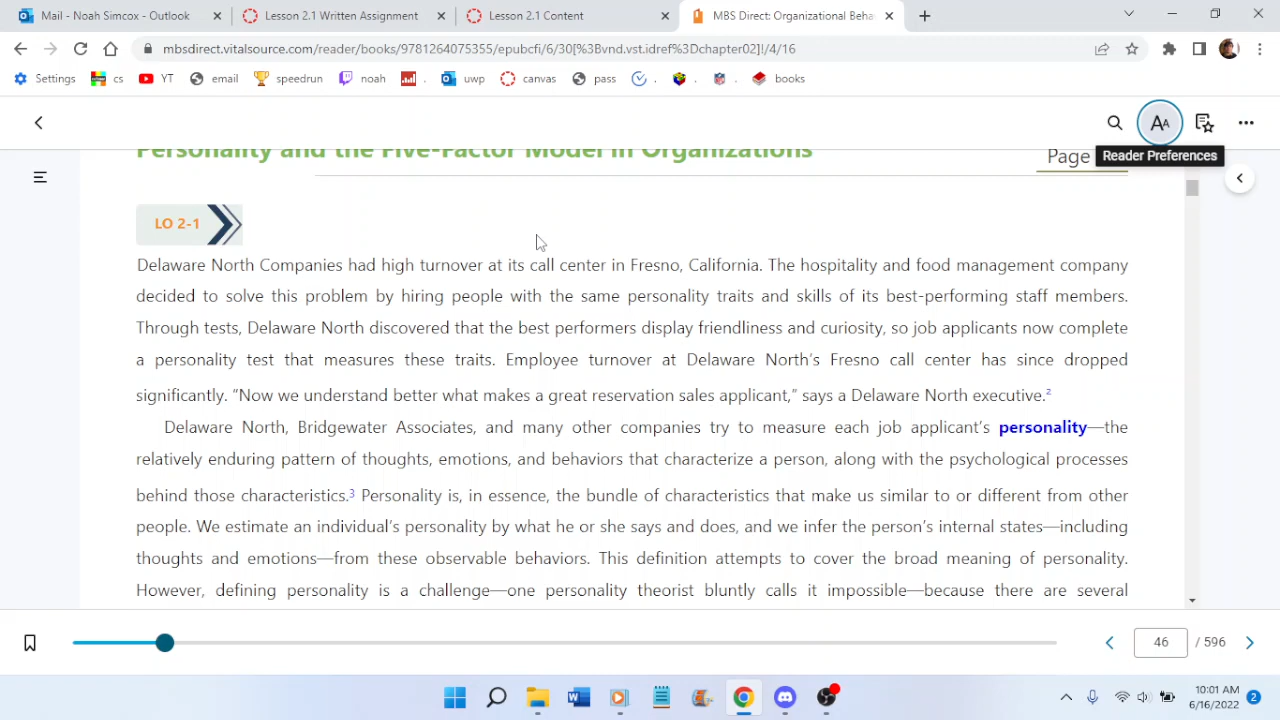 Mail - Noah Simcox - Outlook
Lesson 2.1 Written Assignment
Lesson 2.1 Content
MBS Direct: Organizational Beha
mbsdirect.vitalsource.com/reader/books/9781264075355/epubcfi/6/30[%3Bvnd.vst.idref%3Dchapter02]!/4/16
Settings cs YT email speedrun noah . uwp canvas pass . . . books
AA
Reader Preferences
Personality and the Five-Factor Model in Organizations
Page
LO 2-1
Delaware North Companies had high turnover at its call center in Fresno, California. The hospitality and food management company
decided to solve this problem by hiring people with the same personality traits and skills of its best-performing staff members.
Through tests, Delaware North discovered that the best performers display friendliness and curiosity, so job applicants now complete
a personality test that measures these traits. Employee turnover at Delaware North's Fresno call center has since dropped
significantly. "Now we understand better what makes a great reservation sales applicant," says a Delaware North executive.2
Delaware North, Bridgewater Associates, and many other companies try to measure each job applicant's personality—the
relatively enduring pattern of thoughts, emotions, and behaviors that characterize a person, along with the psychological processes
behind those characteristics.3 Personality is, in essence, the bundle of characteristics that make us similar to or different from other
people. We estimate an individual's personality by what he or she says and does, and we infer the person's internal states—including
thoughts and emotions—from these observable behaviors. This definition attempts to cover the broad meaning of personality.
However, defining personality is a challenge—one personality theorist bluntly calls it impossible—because there are several
46 / 596
10:01 AM
6/16/2022
2